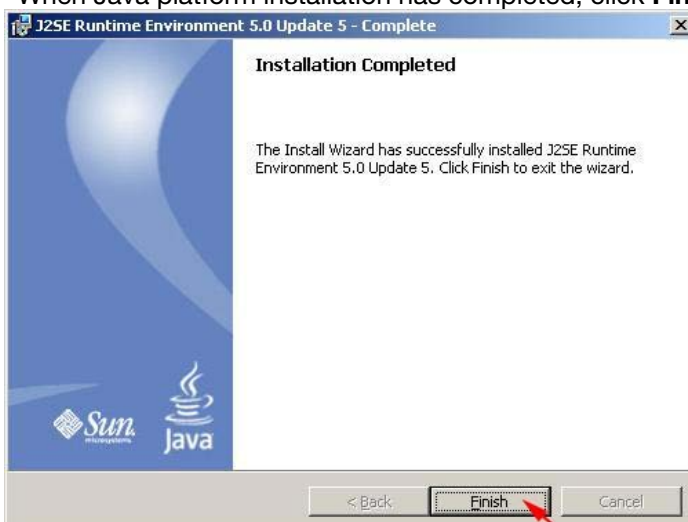 When Java platform installation has completed, click Fin
J2SE Runtime Environment 5.0 Update 5 - Complete
Installation Completed
The Install Wizard has successfully installed J2SE Runtime
Environment 5.0 Update 5. Click Finish to exit the wizard.
Sun
microsystems
Java
< Back
Finish
Cancel